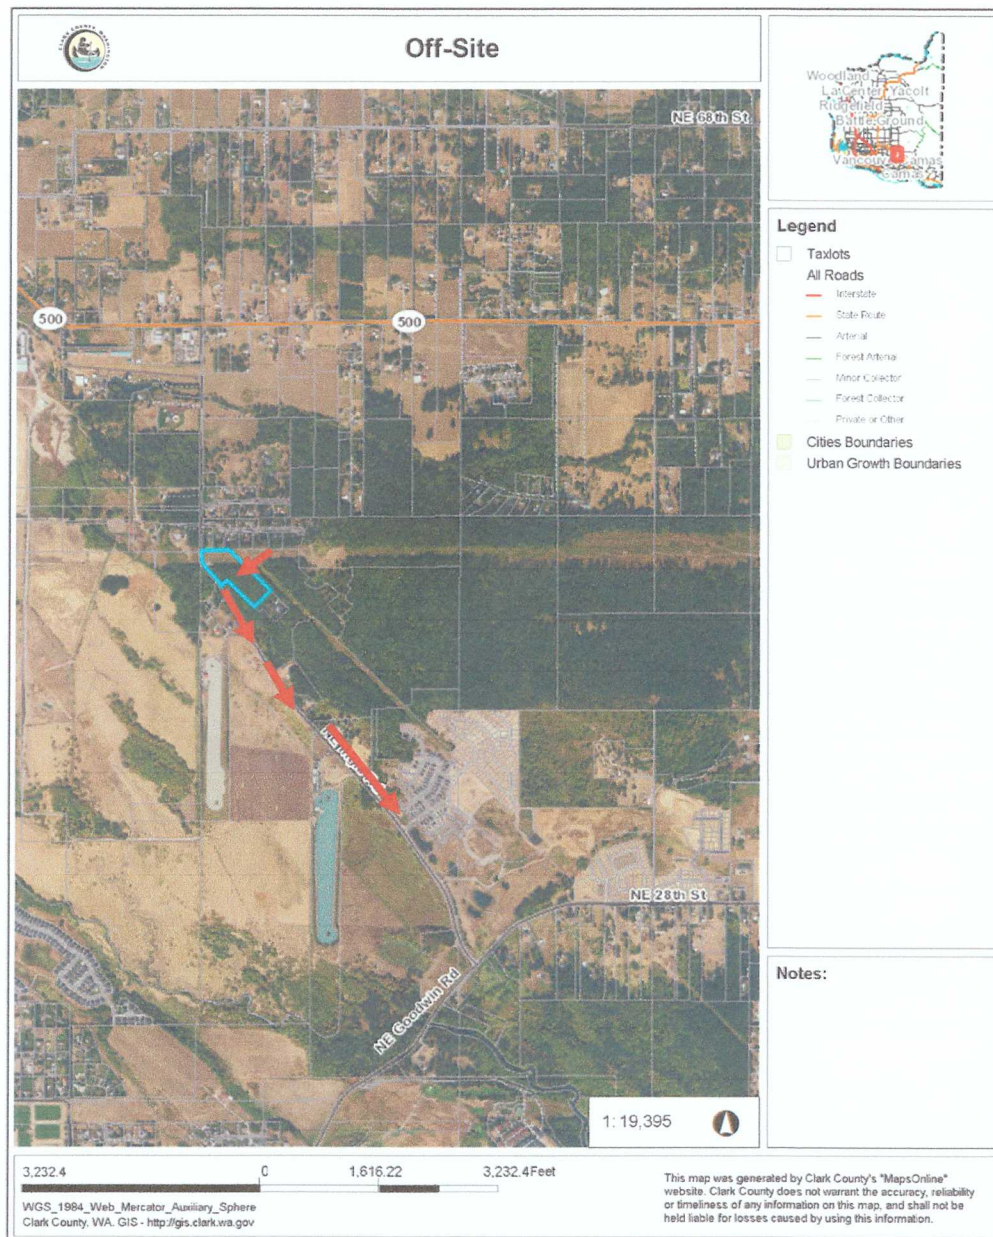 CLARK COUNTY WASHINGTON
Off-Site
Woodland
La Center Yacolt
Ridgefield
Battle Ground
Vancouv Camas
Camas
NE 68th St
500
500
NE 28th St
NE Goodwin Rd
1: 19,395
Legend
Taxlots
All Roads
Interstate
State Route
Arterial
Forest Arterial
Minor Collector
Forest Collector
Private or Other
Cities Boundaries
Urban Growth Boundaries
Notes:
3,232.4 0 1,616.22 3,232.4 Feet
WGS_1984_Web_Mercator_Auxiliary_Sphere
Clark County, WA. GIS - http://gis.clark.wa.gov
This map was generated by Clark County's "MapsOnline"
website. Clark County does not warrant the accuracy, reliability
or timeliness of any information on this map, and shall not be
held liable for losses caused by using this information.